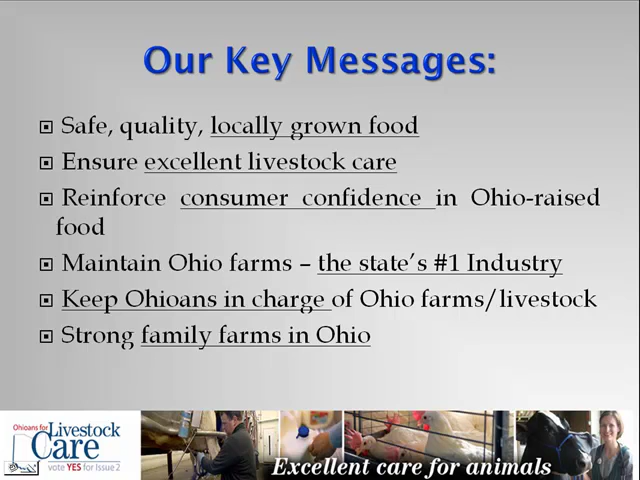 Our Key Messages:
Safe, quality, locally grown food
Ensure excellent livestock care
Reinforce consumer confidence in Ohio-raised
food
Maintain Ohio farms – the state's #1 Industry
Keep Ohioans in charge of Ohio farms/livestock
Strong family farms in Ohio
Ohioans for
Livestock
Care
vote YES for Issue 2
Excellent care for animals